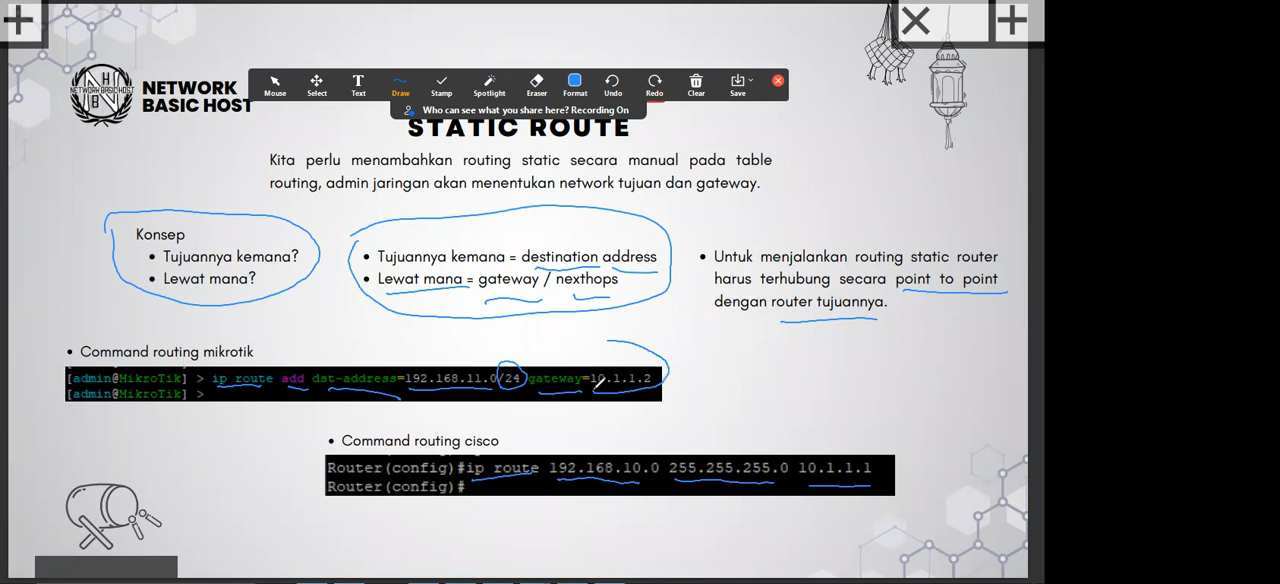 NETWORK
BASIC HOST
NETWORK BASIC HOST
Mouse
Select
Text
Draw
Stamp
Spotlight
Eraser
Format
Undo
Redo
Clear
Save
Who can see what you share here? Recording On
STATIC ROUTE
Kita perlu menambahkan routing static secara manual pada table
routing, admin jaringan akan menentukan network tujuan dan gateway.
Konsep
• Tujuannya kemana?
• Lewat mana?
• Tujuannya kemana = destination address
• Lewat mana = gateway / nexthops
• Untuk menjalankan routing static router
harus terhubung secara point to point
dengan router tujuannya.
• Command routing mikrotik
[admin@MikroTik] > ip route add dst-address=192.168.11.0/24 gateway=10.1.1.2
[admin@MikroTik] >
• Command routing cisco
Router(config)#ip route 192.168.10.0 255.255.255.0 10.1.1.1
Router(config)#